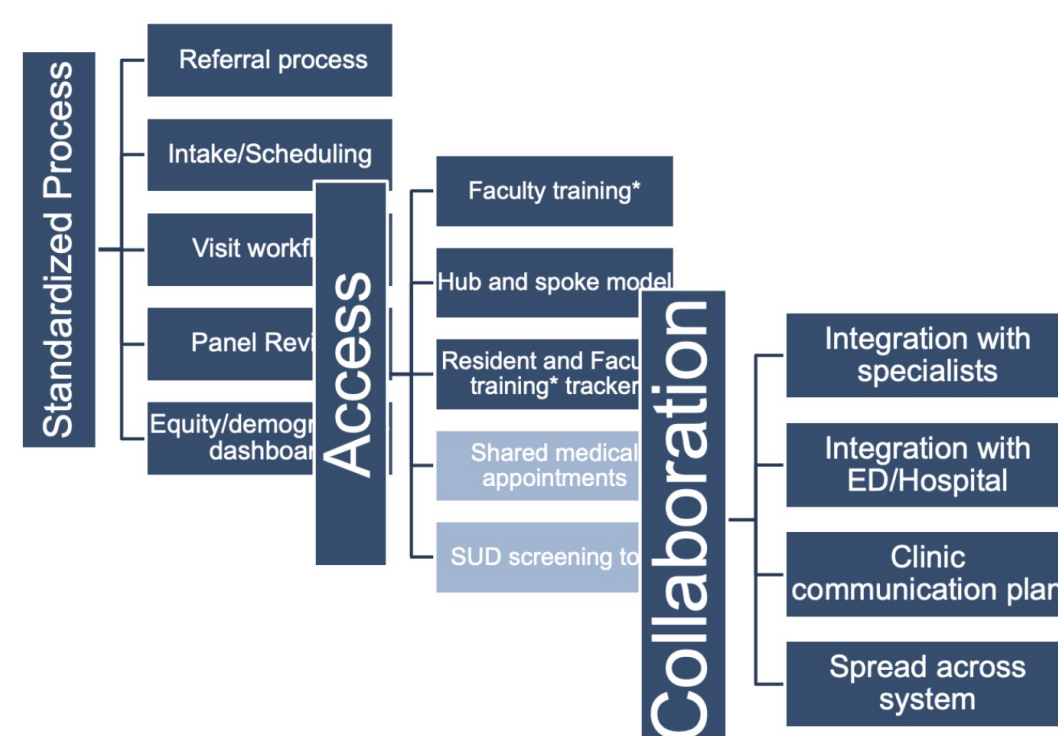 Standardized Process
Referral process
Intake/Scheduling
Visit workfl
Panel Revi
Equity/demogr
dashboar
Access
Faculty training*
Hub and spoke model
Resident and Facu
training* tracker
Shared medical
appointments
SUD screening to
Collaboration
Integration with
specialists
Integration with
ED/Hospital
Clinic
communication plan
Spread across
system